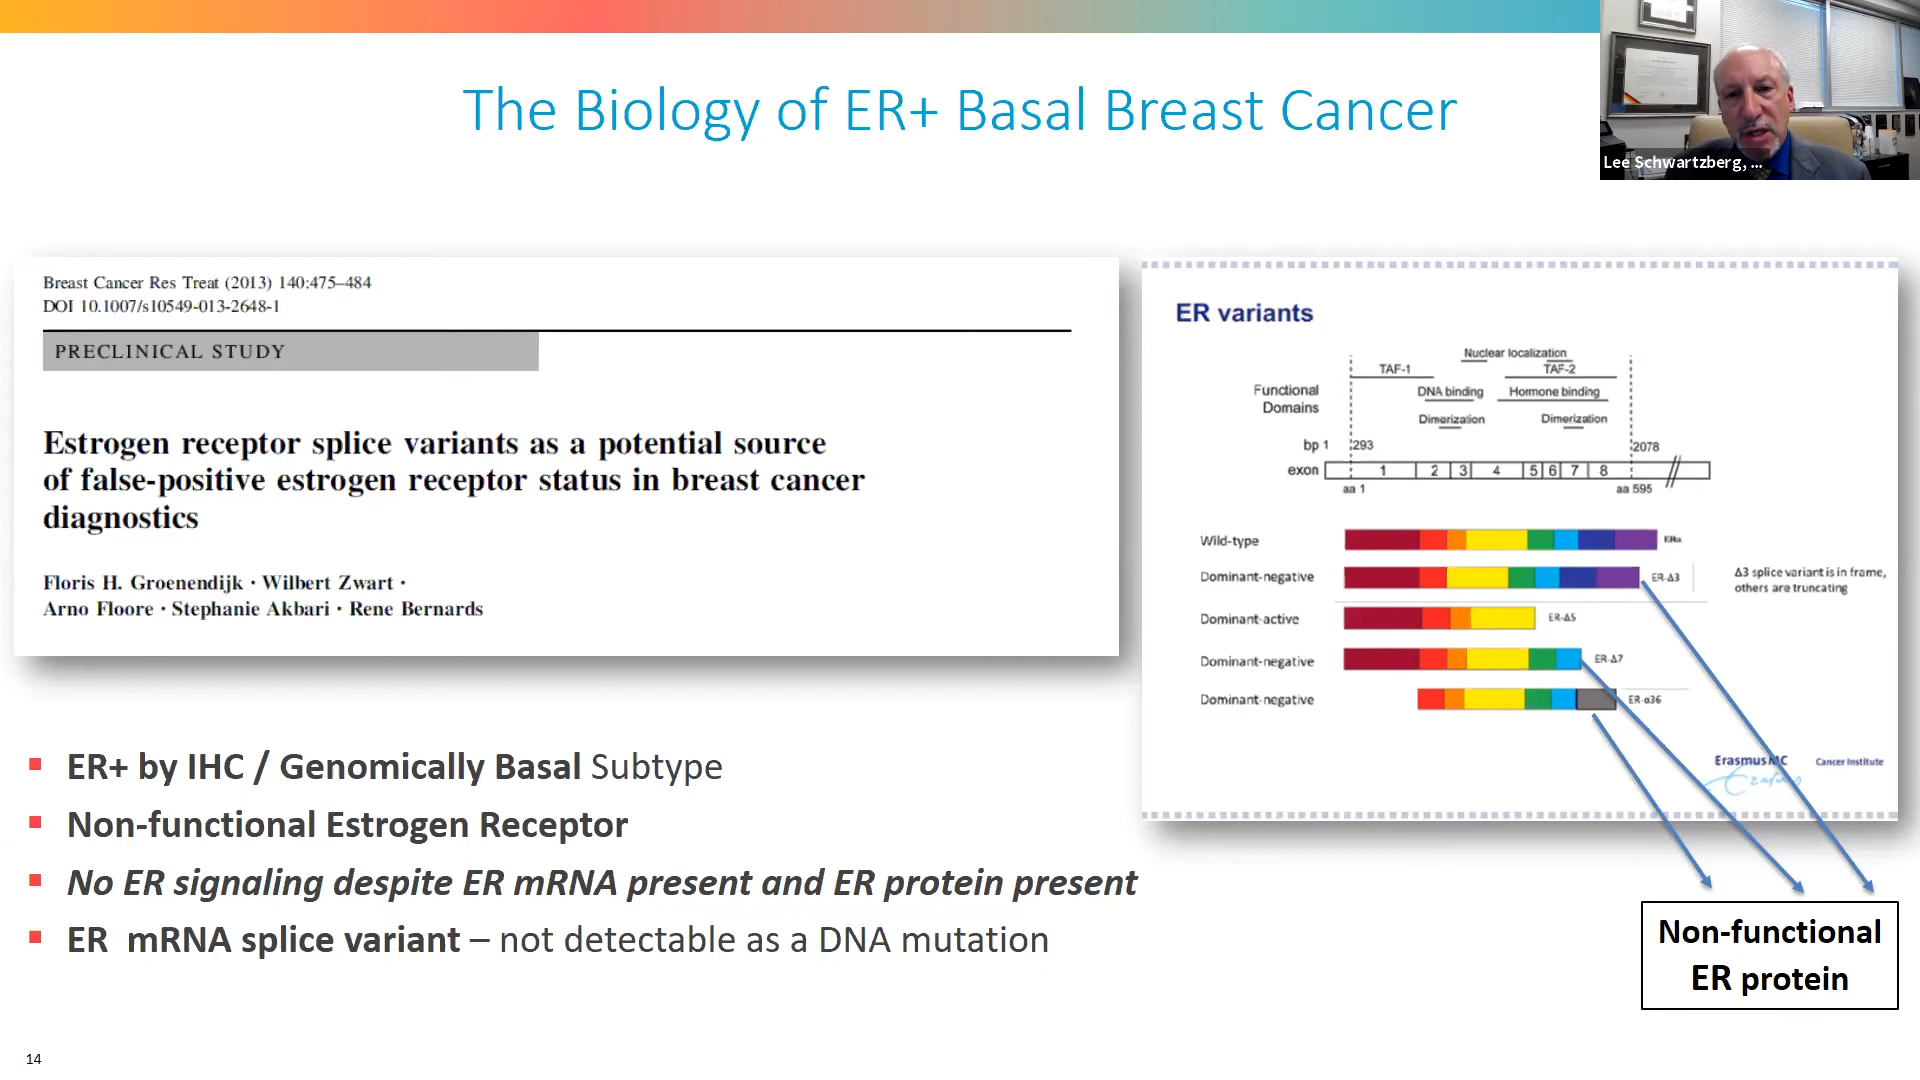 The Biology of ER+ Basal Breast Cancer
Lee Schwartzberg, ...
Breast Cancer Res Treat (2013) 140:475–484
DOI 10.1007/s10549-013-2648-1
PRECLINICAL STUDY
Estrogen receptor splice variants as a potential source
of false-positive estrogen receptor status in breast cancer
diagnostics
Floris H. Groenendijk · Wilbert Zwart ·
Arno Floore · Stephanie Akbari · Rene Bernards
ER variants
Nuclear localization
TAF-1 TAF-2
Functional Domains
DNA binding Hormone binding
Dimerization Dimerization
bp 1 293 2078
exon 1 2 3 4 5 6 7 8
aa 1 aa 595
Wild-type ERα
Dominant-negative ER-Δ3
Δ3 splice variant is in frame,
others are truncating
Dominant-active ER-Δ5
Dominant-negative ER-Δ7
Dominant-negative ER-α36
Erasmus MC Cancer Institute
Erasmus
ER+ by IHC / Genomically Basal Subtype
Non-functional Estrogen Receptor
No ER signaling despite ER mRNA present and ER protein present
ER mRNA splice variant – not detectable as a DNA mutation
Non-functional
ER protein
14